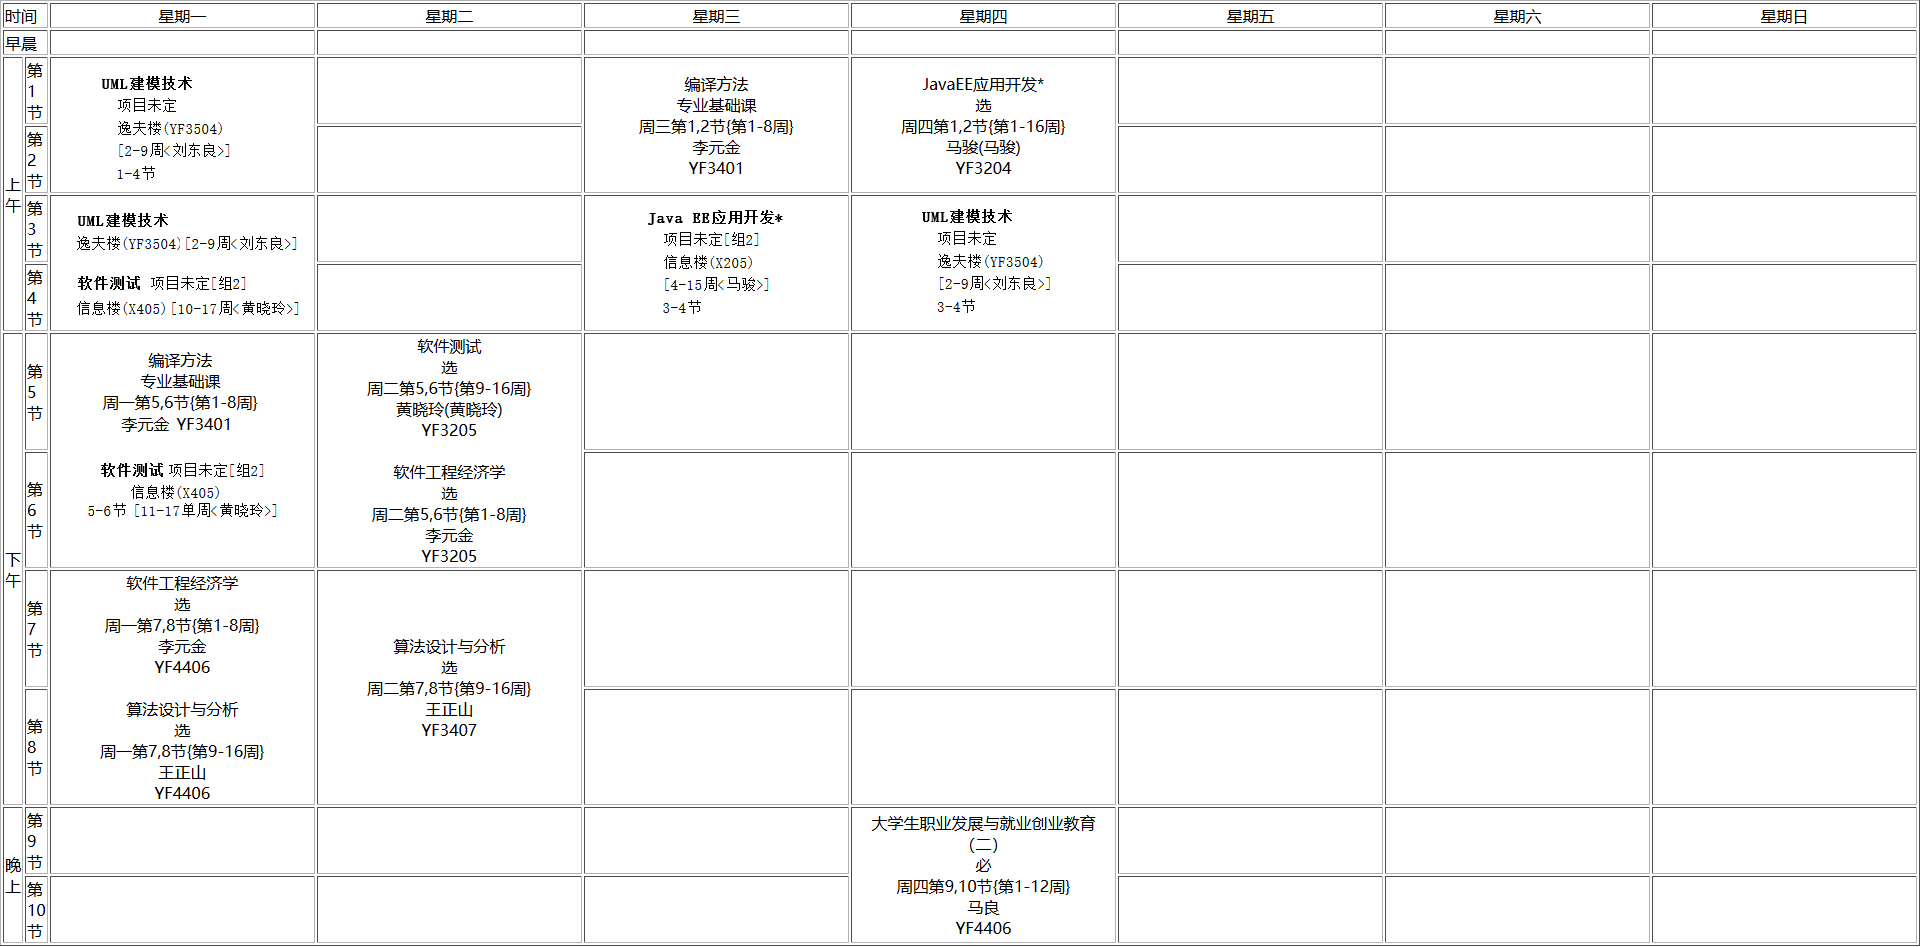 时间 星期一 星期二 星期三 星期四 星期五 星期六 星期日
早晨
上午
第1节
UML建模技术
项目未定
逸夫楼(YF3504)
[2-9周<刘东良>]
1-4节
编译方法
专业基础课
周三第1,2节{第1-8周}
李元金
YF3401
JavaEE应用开发*
选
周四第1,2节{第1-16周}
马骏(马骏)
YF3204
第2节
第3节
UML建模技术
逸夫楼(YF3504)[2-9周<刘东良>]
软件测试 项目未定[组2]
信息楼(X405)[10-17周<黄晓玲>]
Java EE应用开发*
项目未定[组2]
信息楼(X205)
[4-15周<马骏>]
3-4节
UML建模技术
项目未定
逸夫楼(YF3504)
[2-9周<刘东良>]
3-4节
第4节
下午
第5节
编译方法
专业基础课
周一第5,6节{第1-8周}
李元金 YF3401
软件测试 项目未定[组2]
信息楼(X405)
5-6节 [11-17单周<黄晓玲>]
软件测试
选
周二第5,6节{第9-16周}
黄晓玲(黄晓玲)
YF3205
软件工程经济学
选
周二第5,6节{第1-8周}
李元金
YF3205
第6节
第7节
软件工程经济学
选
周一第7,8节{第1-8周}
李元金
YF4406
算法设计与分析
选
周一第7,8节{第9-16周}
王正山
YF4406
算法设计与分析
选
周二第7,8节{第9-16周}
王正山
YF3407
第8节
晚上
第9节
大学生职业发展与就业创业教育
（二）
必
周四第9,10节{第1-12周}
马良
YF4406
第10节